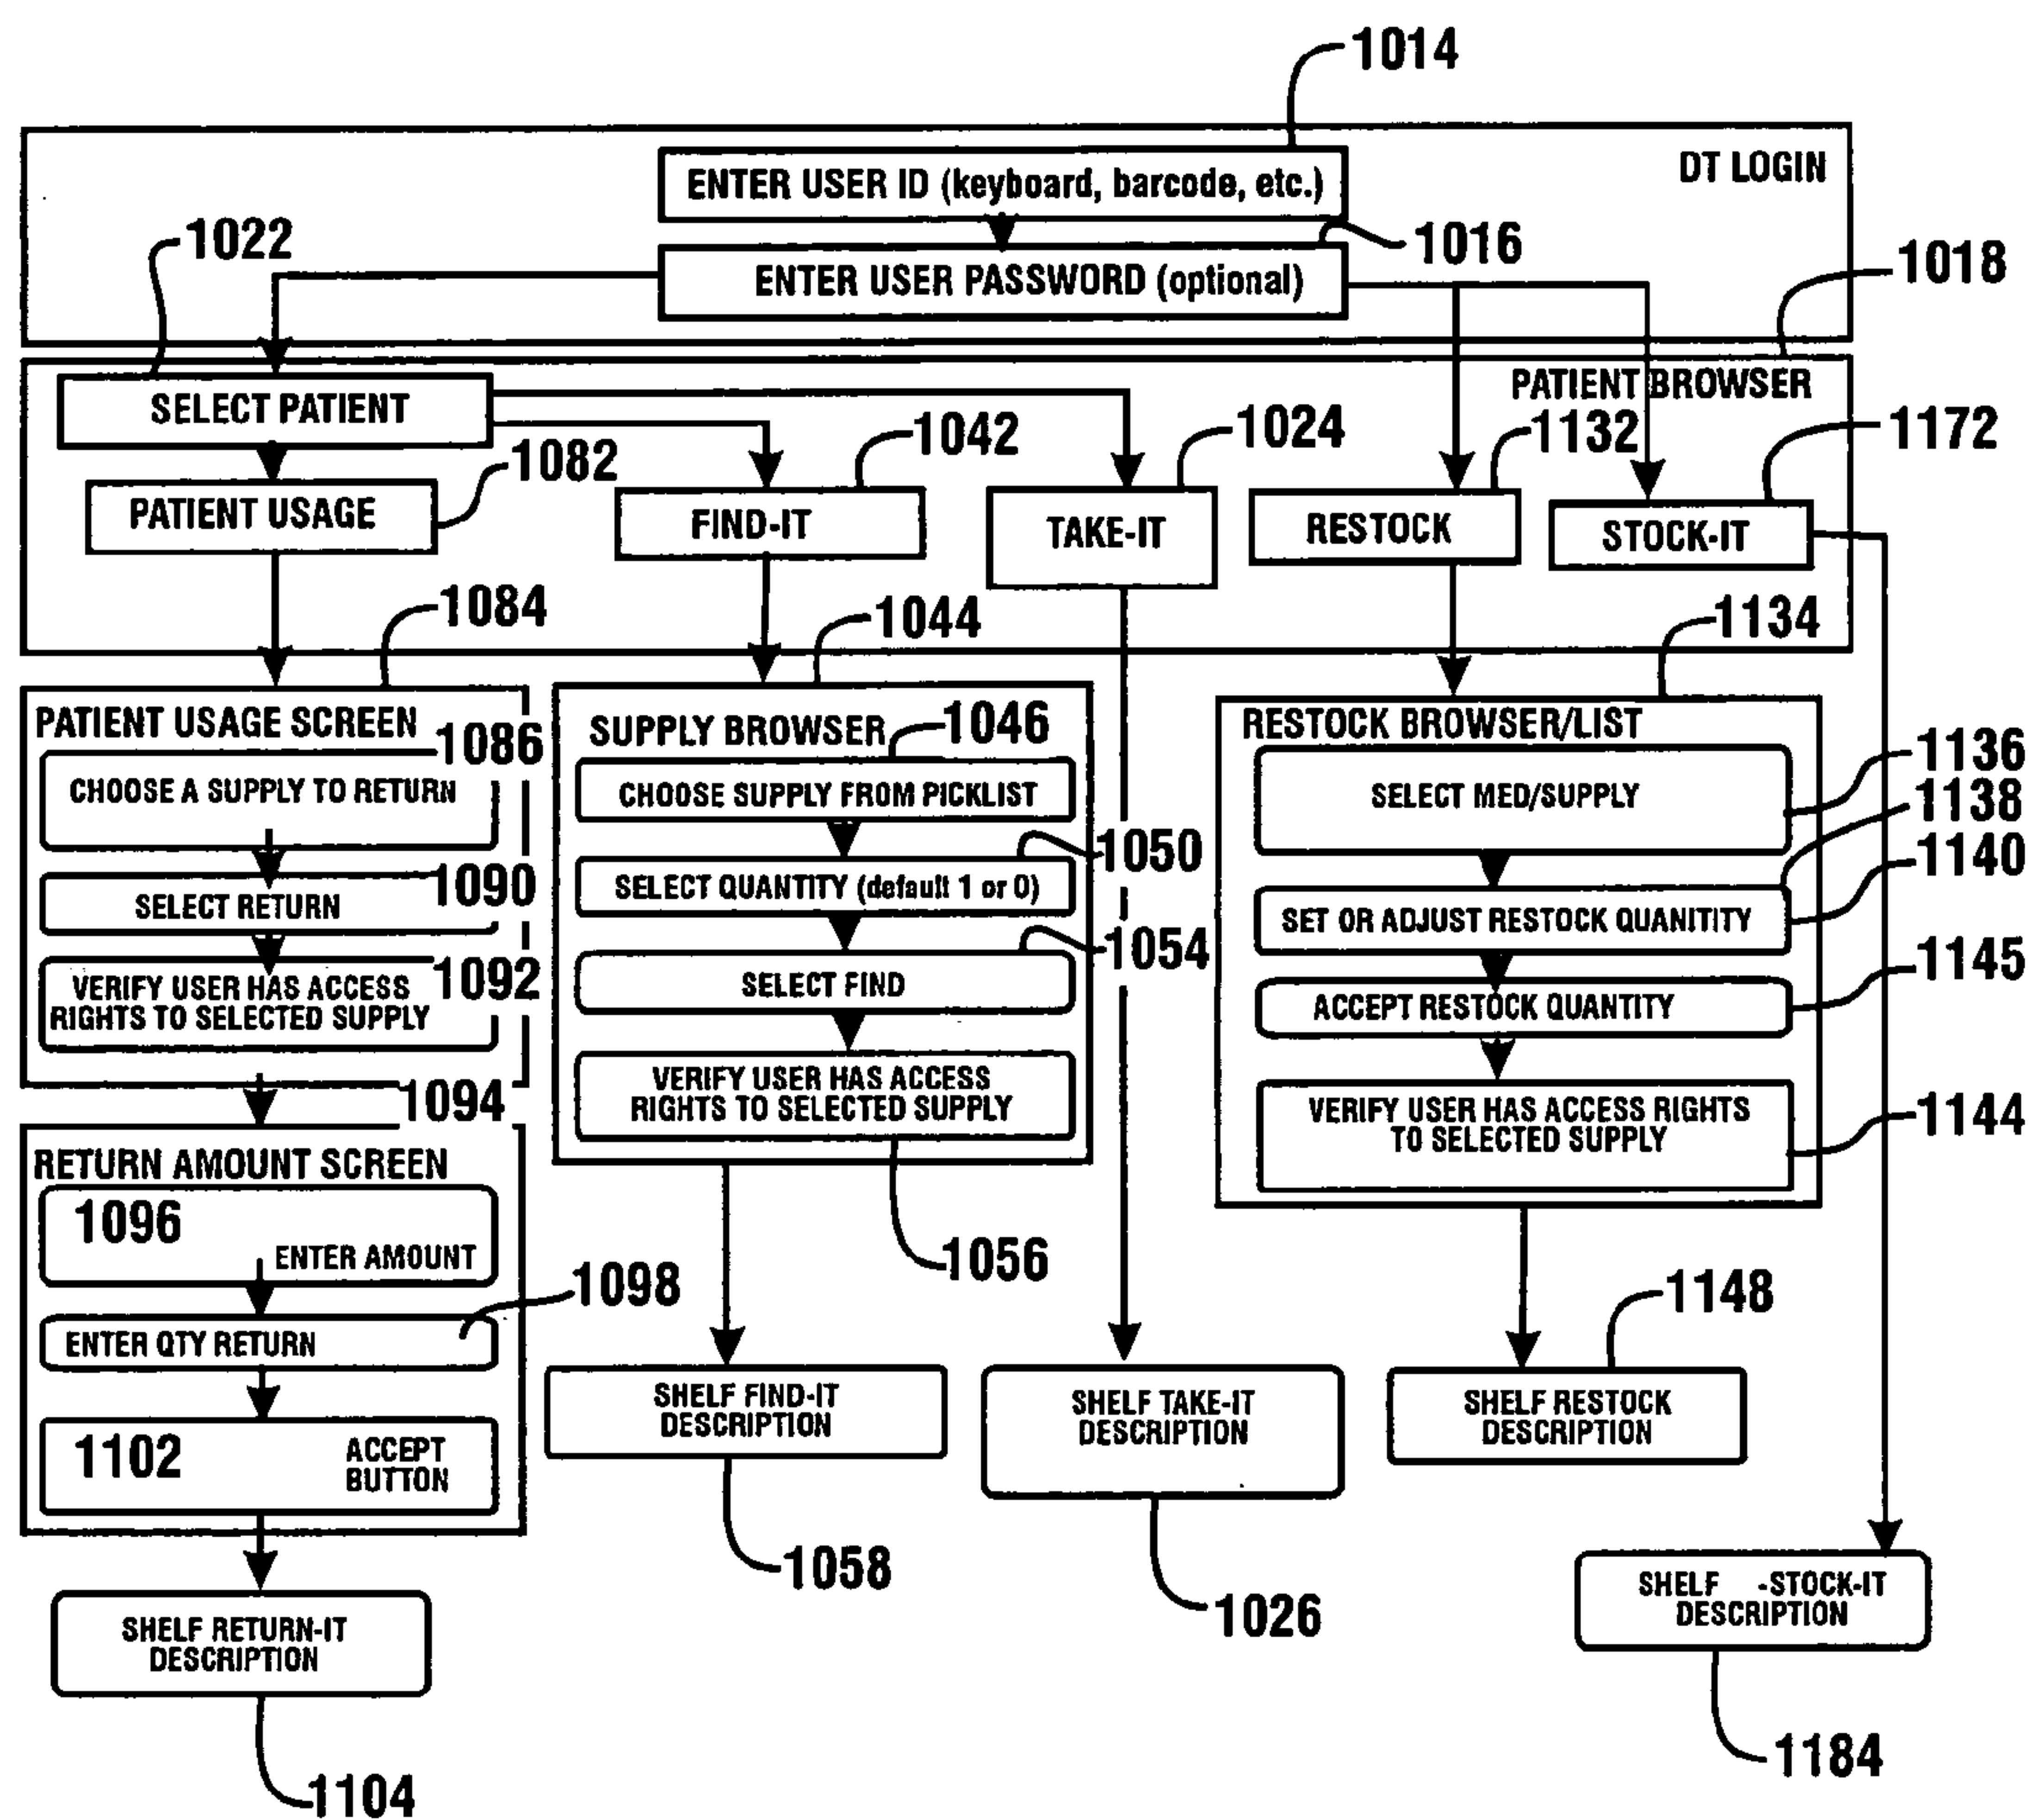 1014
DT LOGIN
ENTER USER ID (keyboard, barcode, etc.)
1022
1016
ENTER USER PASSWORD (optional)
1018
PATIENT BROWSER
SELECT PATIENT
1042
1024
1132
1172
1082
PATIENT USAGE
FIND-IT
TAKE-IT
RESTOCK
STOCK-IT
1084
1044
1134
PATIENT USAGE SCREEN
1086
CHOOSE A SUPPLY TO RETURN
1090
SELECT RETURN
1092
VERIFY USER HAS ACCESS
RIGHTS TO SELECTED SUPPLY
1094
RETURN AMOUNT SCREEN
1096
ENTER AMOUNT
1098
ENTER QTY RETURN
1102
ACCEPT
BUTTON
SHELF RETURN-IT
DESCRIPTION
1104
SUPPLY BROWSER
1046
CHOOSE SUPPLY FROM PICKLIST
1050
SELECT QUANTITY (default 1 or 0)
1054
SELECT FIND
VERIFY USER HAS ACCESS
RIGHTS TO SELECTED SUPPLY
1056
SHELF FIND-IT
DESCRIPTION
1058
SHELF TAKE-IT
DESCRIPTION
1026
RESTOCK BROWSER/LIST
1136
SELECT MED/SUPPLY
1138
1140
SET OR ADJUST RESTOCK QUANITITY
1145
ACCEPT RESTOCK QUANTITY
VERIFY USER HAS ACCESS RIGHTS
TO SELECTED SUPPLY
1144
1148
SHELF RESTOCK
DESCRIPTION
SHELF -STOCK-IT
DESCRIPTION
1184